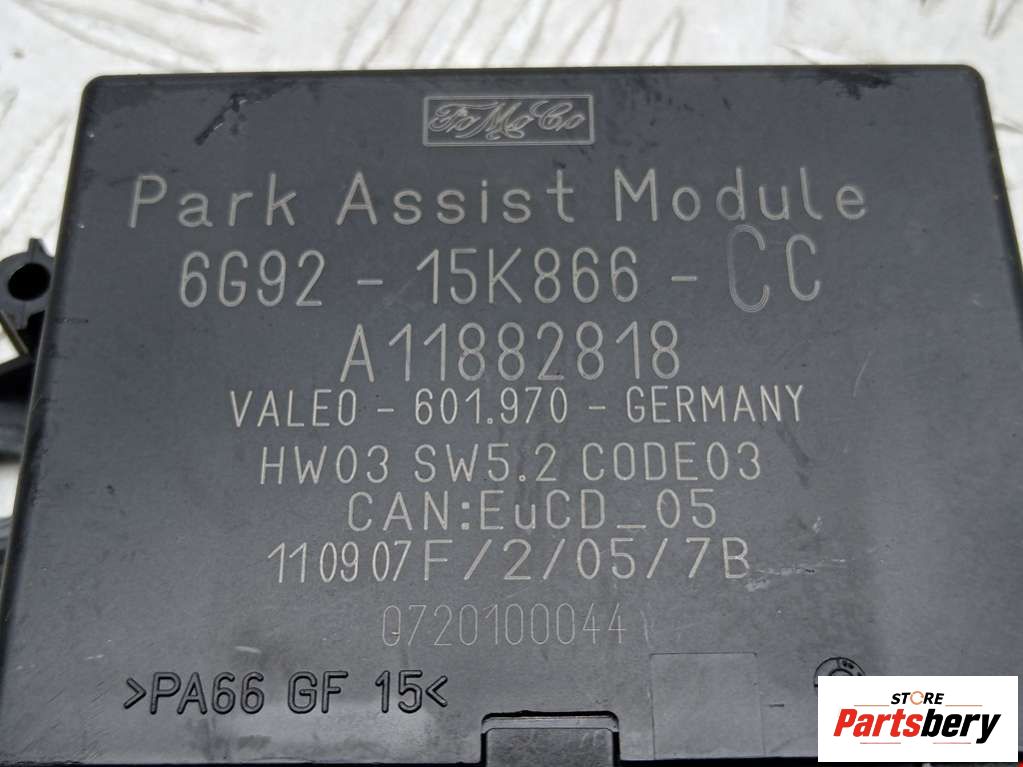 FoMoCo
Park Assist Module
6G92 - 15K866 - CC
A11882818
VALEO - 601.970 - GERMANY
HW03 SW5.2 CODE03
CAN:EuCD_05
110907F/2/05/7B
0720100044
>PA66 GF 15<
STORE
Partsbery